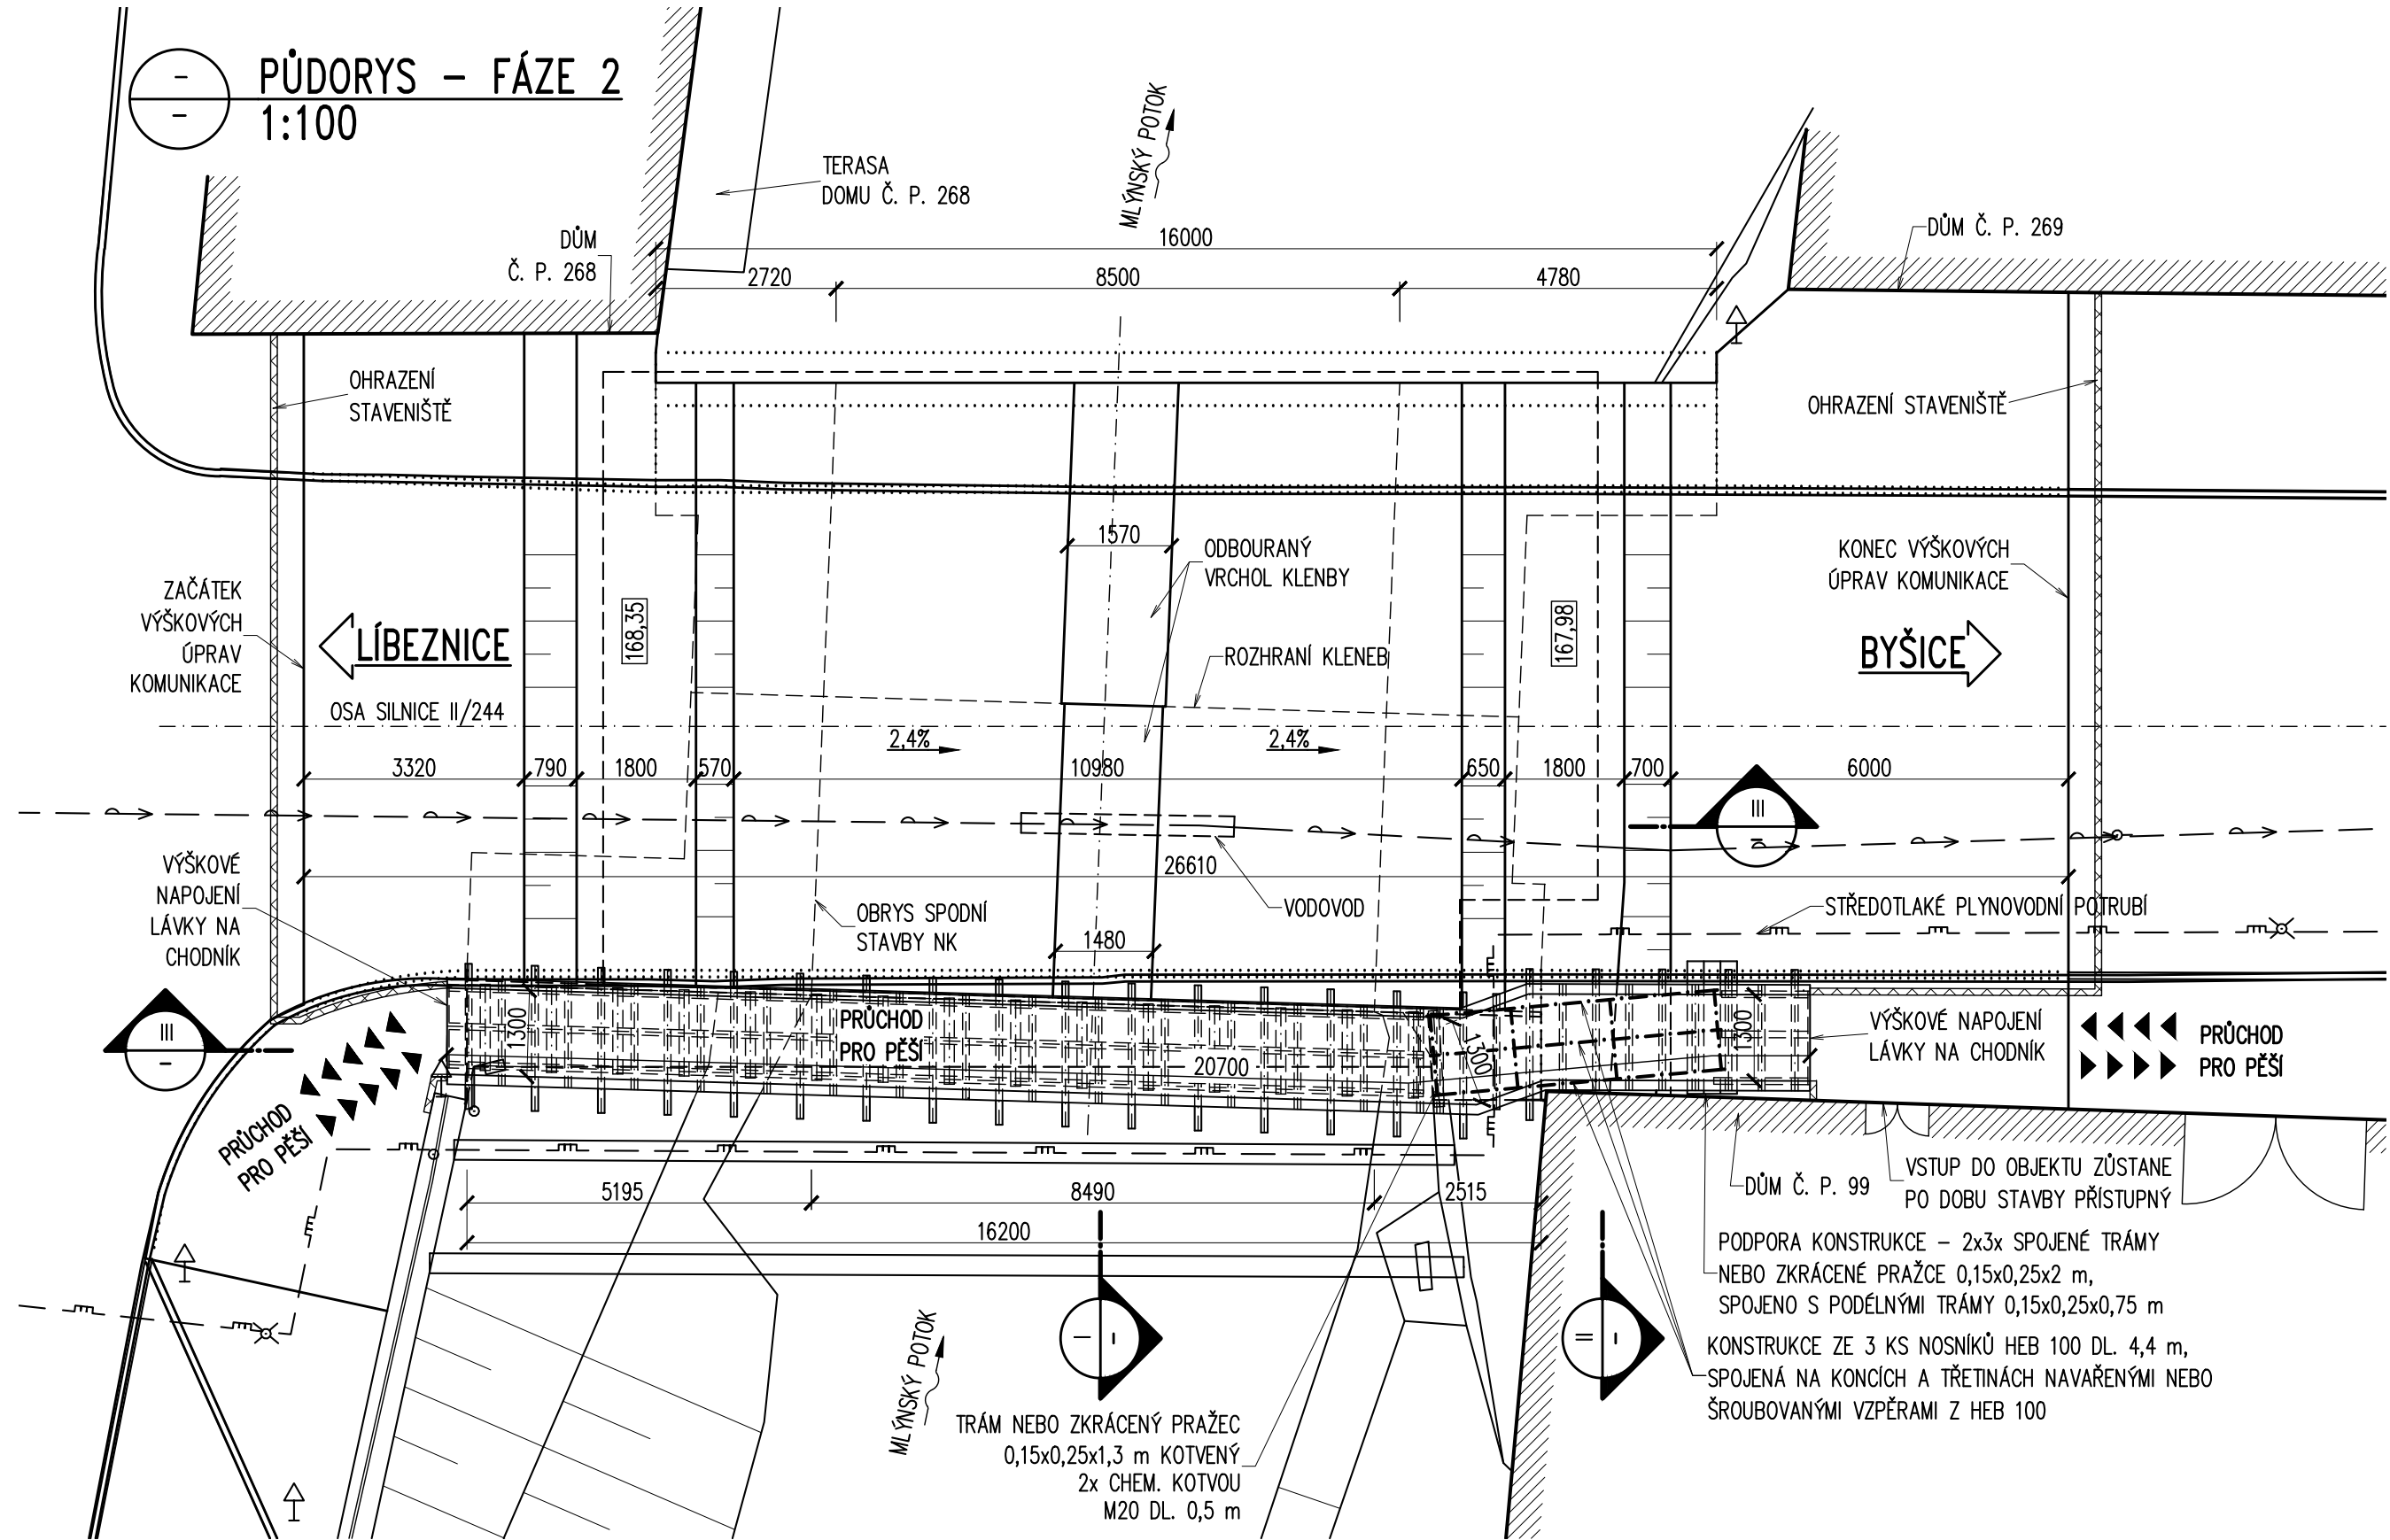 PŮDORYS – FÁZE 2
1:100
–
–
TERASA
DOMU Č. P. 268
MLÝNSKÝ POTOK
DŮM
Č. P. 268
DŮM Č. P. 269
16000
2720
8500
4780
OHRAZENÍ
STAVENIŠTĚ
OHRAZENÍ STAVENIŠTĚ
1570
ODBOURANÝ
VRCHOL KLENBY
KONEC VÝŠKOVÝCH
ÚPRAV KOMUNIKACE
ZAČÁTEK
VÝŠKOVÝCH
ÚPRAV
KOMUNIKACE
LÍBEZNICE
168,35
ROZHRANÍ KLENEB
167,98
BYŠICE
OSA SILNICE II/244
2,4%
2,4%
3320
790
1800
570
10980
650
1800
700
6000
III
–
26610
VÝŠKOVÉ
NAPOJENÍ
LÁVKY NA
CHODNÍK
OBRYS SPODNÍ
STAVBY NK
VODOVOD
STŘEDOTLAKÉ PLYNOVODNÍ POTRUBÍ
1480
III
–
1300
PRŮCHOD
PRO PĚŠÍ
20700
1300
1300
VÝŠKOVÉ NAPOJENÍ
LÁVKY NA CHODNÍK
PRŮCHOD
PRO PĚŠÍ
PRŮCHOD
PRO PĚŠÍ
5195
8490
2515
16200
DŮM Č. P. 99
VSTUP DO OBJEKTU ZŮSTANE
PO DOBU STAVBY PŘÍSTUPNÝ
PODPORA KONSTRUKCE – 2x3x SPOJENÉ TRÁMY
NEBO ZKRÁCENÉ PRAŽCE 0,15x0,25x2 m,
SPOJENO S PODÉLNÝMI TRÁMY 0,15x0,25x0,75 m
I
–
II
–
KONSTRUKCE ZE 3 KS NOSNÍKŮ HEB 100 DL. 4,4 m,
SPOJENÁ NA KONCÍCH A TŘETINÁCH NAVAŘENÝMI NEBO
ŠROUBOVANÝMI VZPĚRAMI Z HEB 100
MLÝNSKÝ POTOK
TRÁM NEBO ZKRÁCENÝ PRAŽEC
0,15x0,25x1,3 m KOTVENÝ
2x CHEM. KOTVOU
M20 DL. 0,5 m